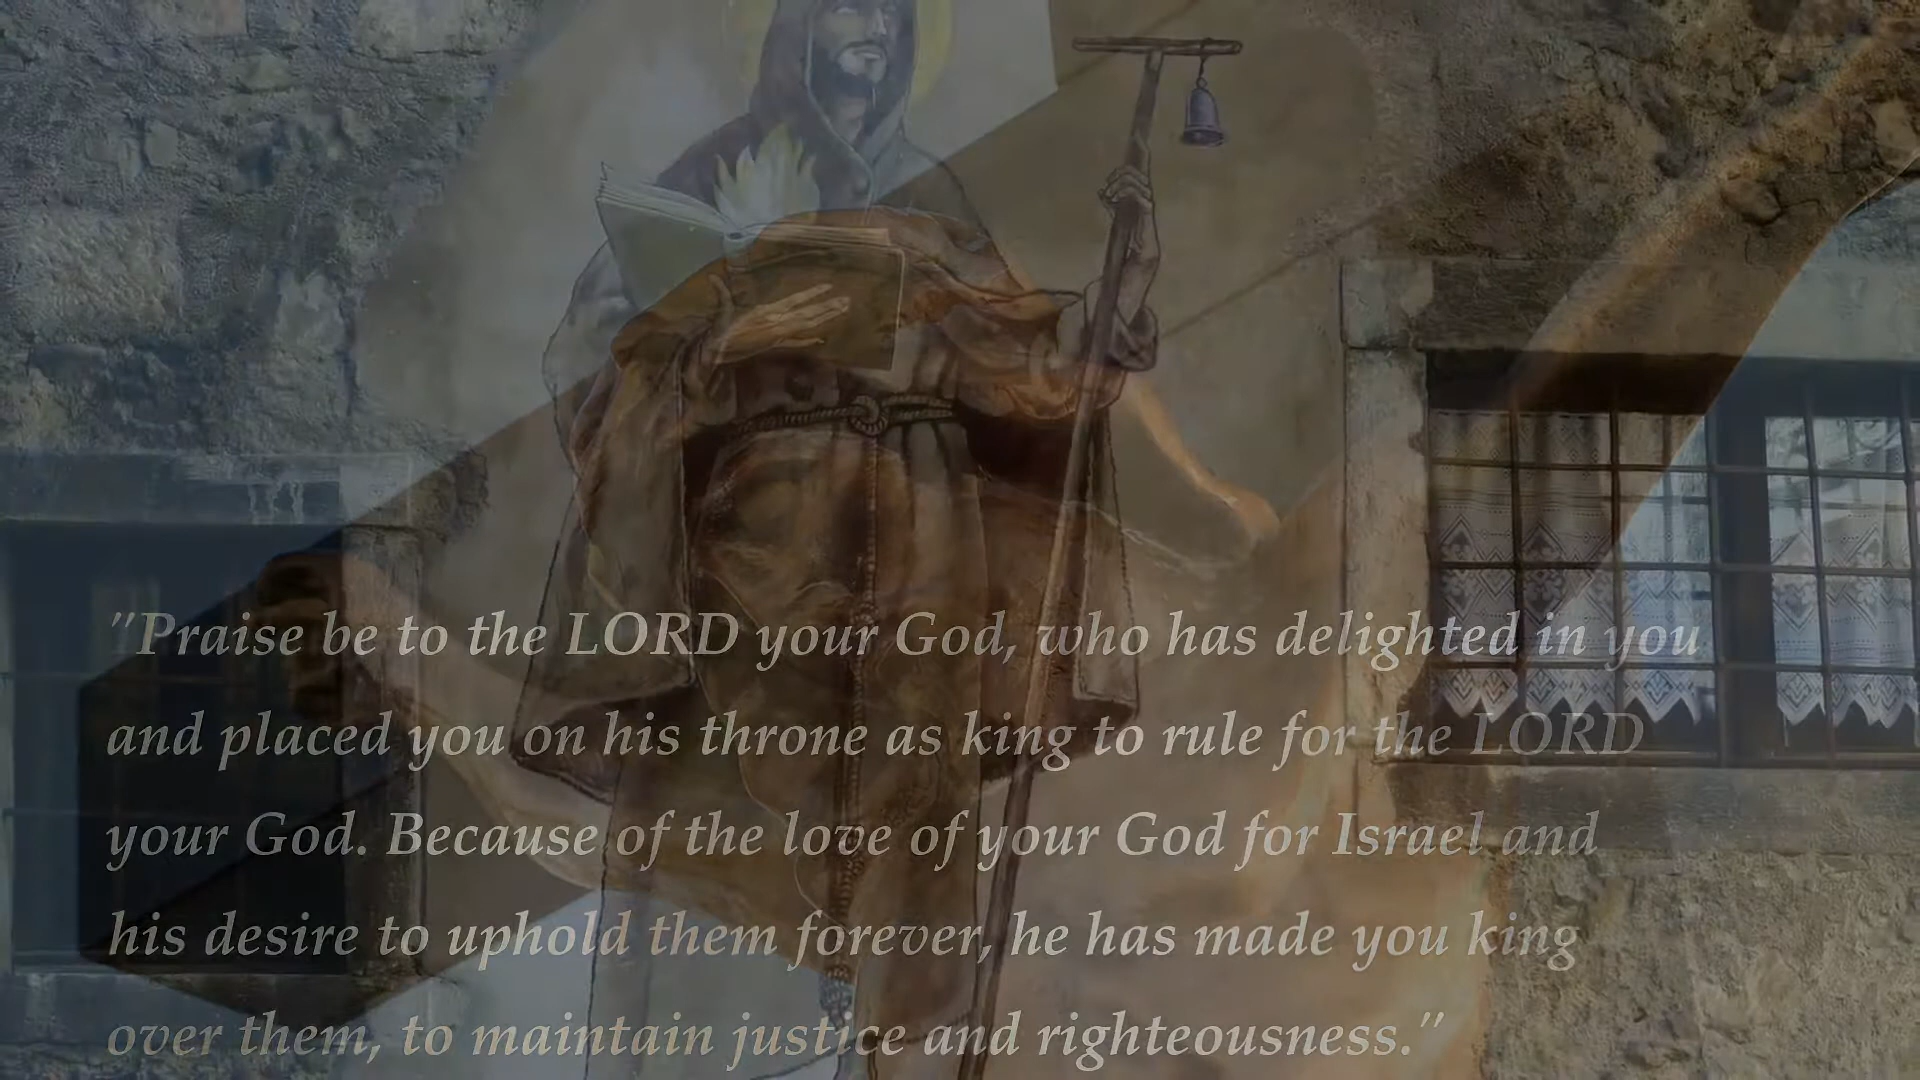 "Praise be to the LORD your God, who has delighted in you
and placed you on his throne as king to rule for the LORD
your God. Because of the love of your God for Israel and
his desire to uphold them forever, he has made you king
over them, to maintain justice and righteousness."